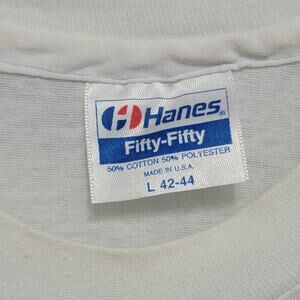 Hanes®
Fifty-Fifty
50% COTTON 50% POLYESTER
MADE IN U.S.A.
L 42-44